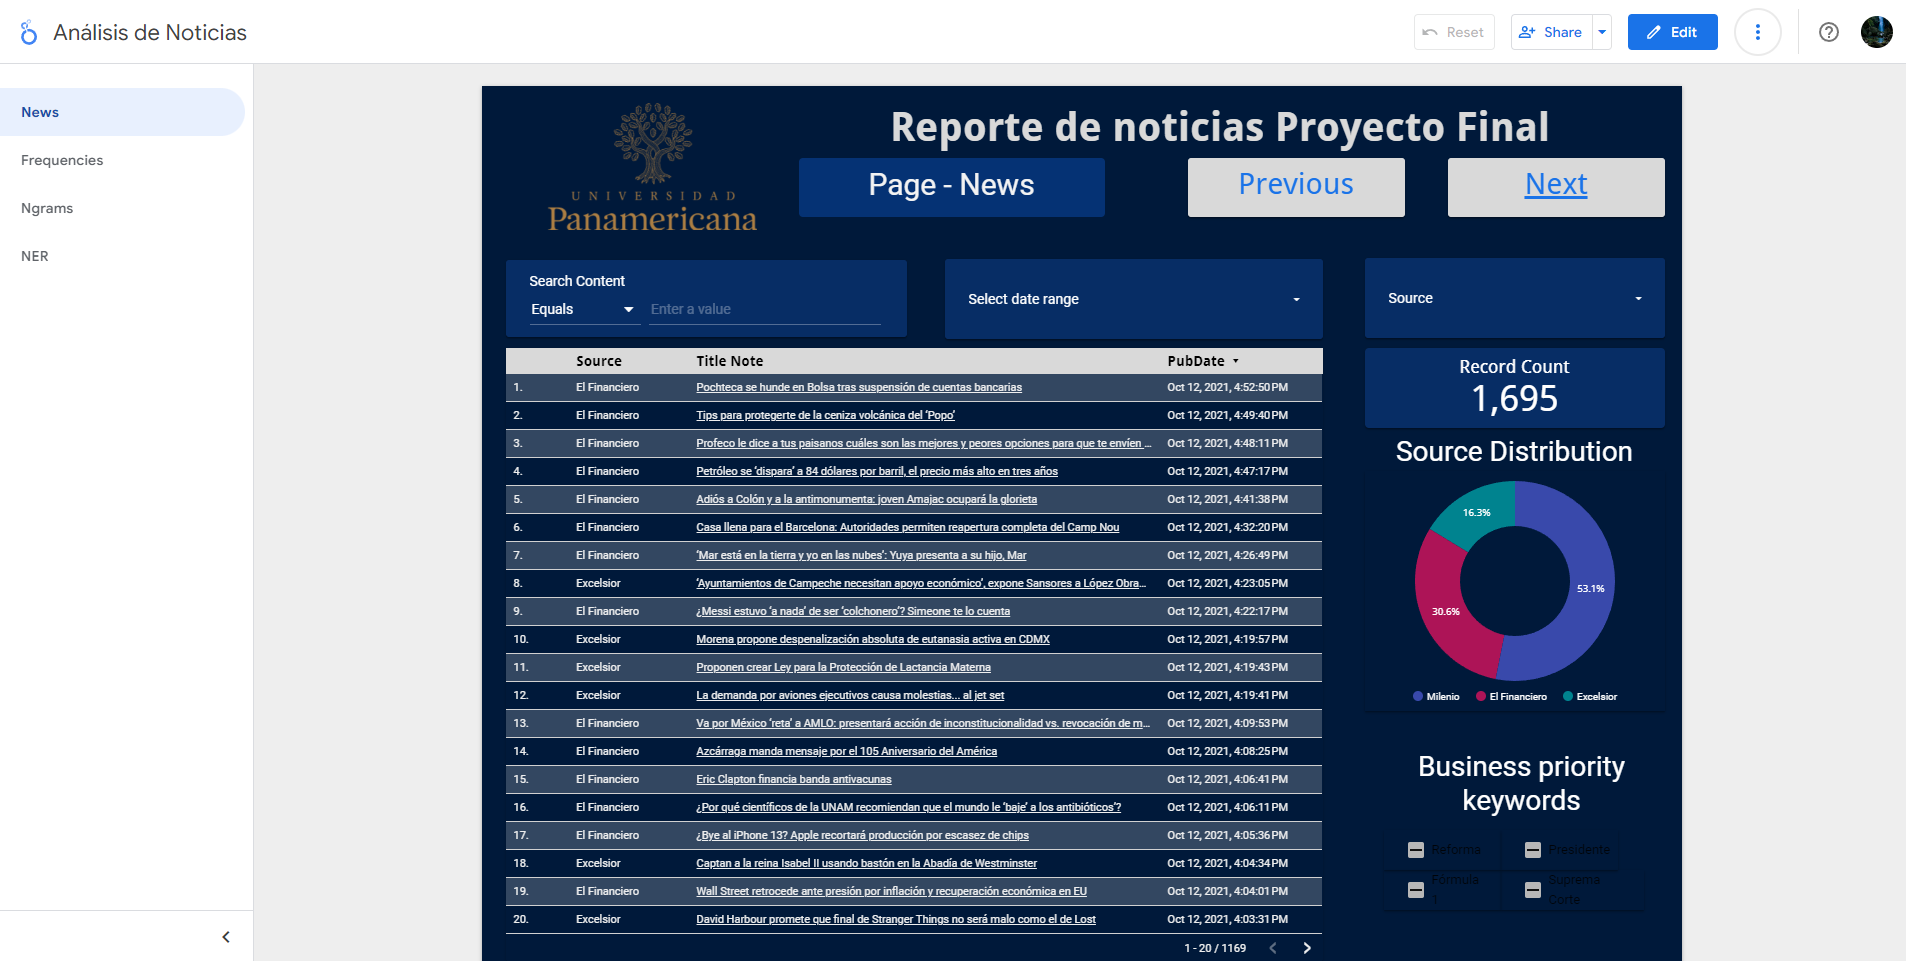 Análisis de Noticias
Reset
Share
Edit
News
Frequencies
Ngrams
NER
UNIVERSIDAD
Panamericana
Reporte de noticias Proyecto Final
Page - News
Previous
Next
Search Content
Equals
Enter a value
Select date range
Source
Source Title Note PubDate
1. El Financiero Pochteca se hunde en Bolsa tras suspensión de cuentas bancarias Oct 12, 2021, 4:52:50 PM
2. El Financiero Tips para protegerte de la ceniza volcánica del ‘Popo’ Oct 12, 2021, 4:49:40 PM
3. El Financiero Profeco le dice a tus paisanos cuáles son las mejores y peores opciones para que te envíen ... Oct 12, 2021, 4:48:11 PM
4. El Financiero Petróleo se ‘dispara’ a 84 dólares por barril, el precio más alto en tres años Oct 12, 2021, 4:47:17 PM
5. El Financiero Adiós a Colón y a la antimonumenta: joven Amajac ocupará la glorieta Oct 12, 2021, 4:41:38 PM
6. El Financiero Casa llena para el Barcelona: Autoridades permiten reapertura completa del Camp Nou Oct 12, 2021, 4:32:20 PM
7. El Financiero ‘Mar está en la tierra y yo en las nubes’: Yuya presenta a su hijo, Mar Oct 12, 2021, 4:26:49 PM
8. Excelsior ‘Ayuntamientos de Campeche necesitan apoyo económico’, expone Sansores a López Obra... Oct 12, 2021, 4:23:05 PM
9. El Financiero ¿Messi estuvo ‘a nada’ de ser ‘colchonero’? Simeone te lo cuenta Oct 12, 2021, 4:22:17 PM
10. Excelsior Morena propone despenalización absoluta de eutanasia activa en CDMX Oct 12, 2021, 4:19:57 PM
11. Excelsior Proponen crear Ley para la Protección de Lactancia Materna Oct 12, 2021, 4:19:43 PM
12. Excelsior La demanda por aviones ejecutivos causa molestias... al jet set Oct 12, 2021, 4:19:41 PM
13. El Financiero Va por México ‘reta’ a AMLO: presentará acción de inconstitucionalidad vs. revocación de m... Oct 12, 2021, 4:09:53 PM
14. El Financiero Azcárraga manda mensaje por el 105 Aniversario del América Oct 12, 2021, 4:08:25 PM
15. El Financiero Eric Clapton financia banda antivacunas Oct 12, 2021, 4:06:41 PM
16. El Financiero ¿Por qué científicos de la UNAM recomiendan que el mundo le ‘baje’ a los antibióticos’? Oct 12, 2021, 4:06:11 PM
17. El Financiero ¿Bye al iPhone 13? Apple recortará producción por escasez de chips Oct 12, 2021, 4:05:36 PM
18. Excelsior Captan a la reina Isabel II usando bastón en la Abadía de Westminster Oct 12, 2021, 4:04:34 PM
19. El Financiero Wall Street retrocede ante presión por inflación y recuperación económica en EU Oct 12, 2021, 4:04:01 PM
20. Excelsior David Harbour promete que final de Stranger Things no será malo como el de Lost Oct 12, 2021, 4:03:31 PM
1 - 20 / 1169
Record Count
1,695
Source Distribution
16.3%
53.1%
30.6%
Milenio El Financiero Excelsior
Business priority
keywords
Reforma Presidente
Fórmula
1
Suprema
Corte